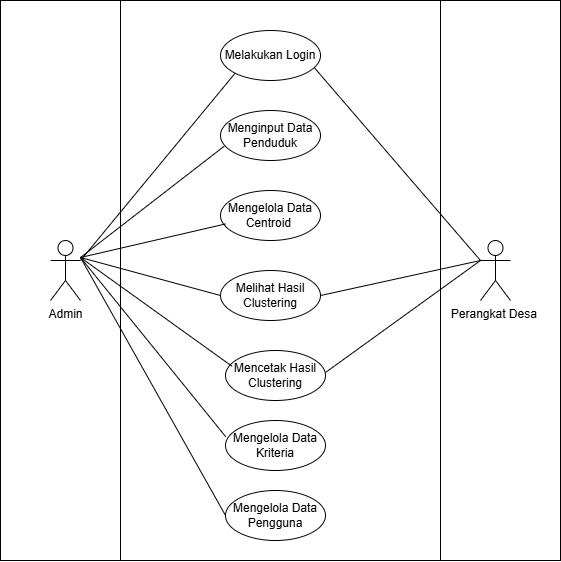 Melakukan Login
Menginput Data
Penduduk
Mengelola Data
Centroid
Melihat Hasil
Clustering
Admin
Perangkat Desa
Mencetak Hasil
Clustering
Mengelola Data
Kriteria
Mengelola Data
Pengguna